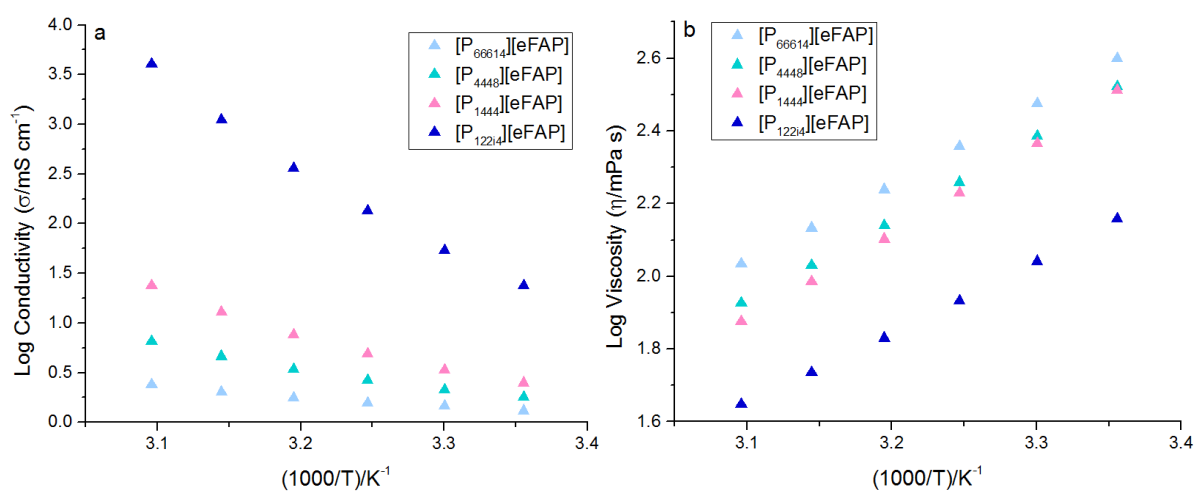 a
[P66614][eFAP]
[P4448][eFAP]
[P1444][eFAP]
[P122i4][eFAP]
Log Conductivity (σ/mS cm-1)
4.0
3.5
3.0
2.5
2.0
1.5
1.0
0.5
0.0
3.1
3.2
3.3
3.4
(1000/T)/K-1
b
[P66614][eFAP]
[P4448][eFAP]
[P1444][eFAP]
[P122i4][eFAP]
Log Viscosity (η/mPa s)
2.6
2.4
2.2
2.0
1.8
1.6
3.1
3.2
3.3
3.4
(1000/T)/K-1